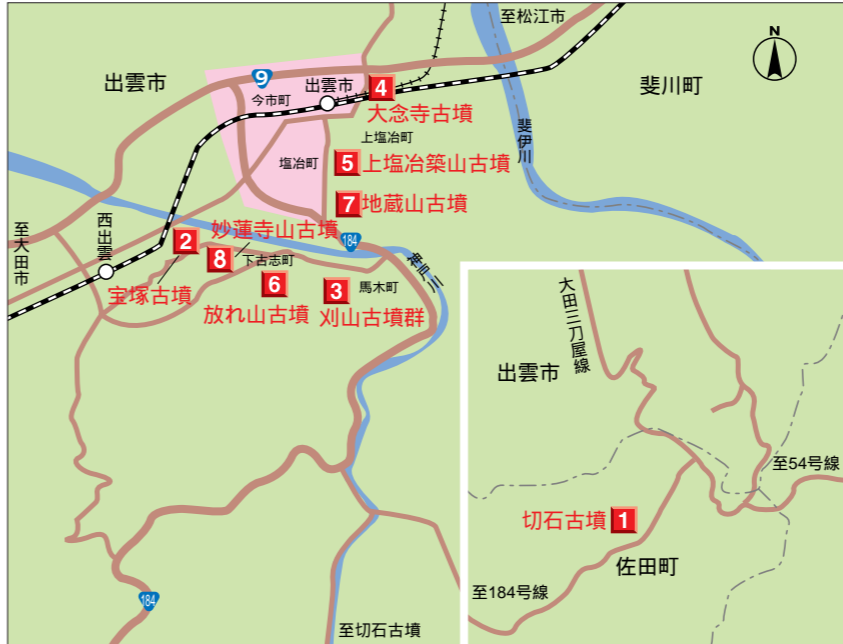 至松江市
N
出雲市
9
今市町
出雲市
4
大念寺古墳
斐川町
斐伊川
上塩冶町
塩冶町
5
上塩冶築山古墳
7
地蔵山古墳
至大田市
西出雲
2
宝塚古墳
妙蓮寺山古墳
8
下古志町
184
神戸川
6
放れ山古墳
3
馬木町
刈山古墳群
大田三刀屋線
出雲市
至54号線
切石古墳
1
佐田町
至184号線
184
至切石古墳